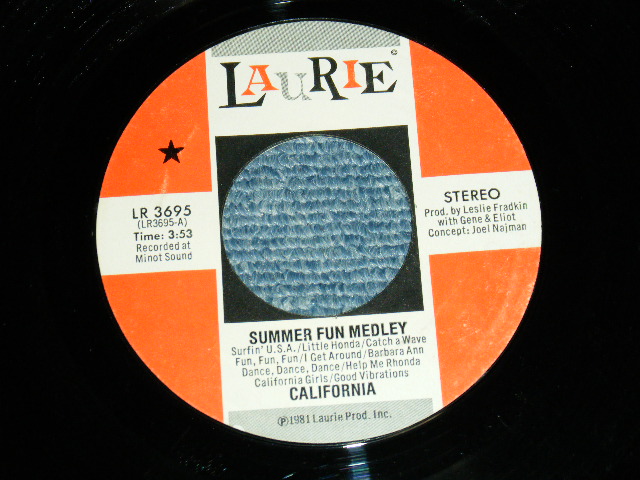 LAURIE
©
LR 3695
(LR3695-A)
Time: 3:53
Recorded at
Minot Sound
STEREO
Prod. by Leslie Fradkin
with Gene & Eliot
Concept: Joel Najman
SUMMER FUN MEDLEY
Surfin' U.S.A./Little Honda/Catch a Wave
Fun, Fun, Fun/I Get Around/Barbara Ann
Dance, Dance, Dance/Help Me Rhonda
California Girls/Good Vibrations
CALIFORNIA
℗1981 Laurie Prod. Inc.